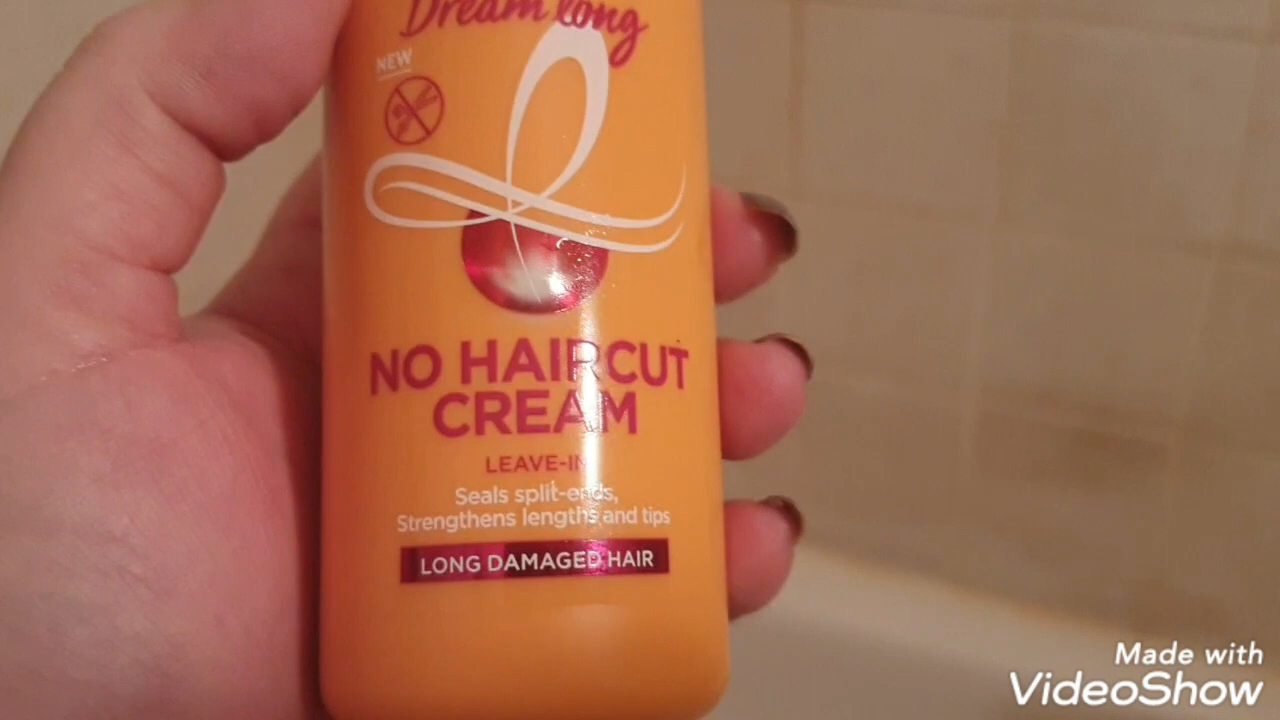 Dream long
NEW
NO HAIRCUT
CREAM
LEAVE-IN
Seals split-ends,
Strengthens lengths and tips
LONG DAMAGED HAIR
Made with
VideoShow